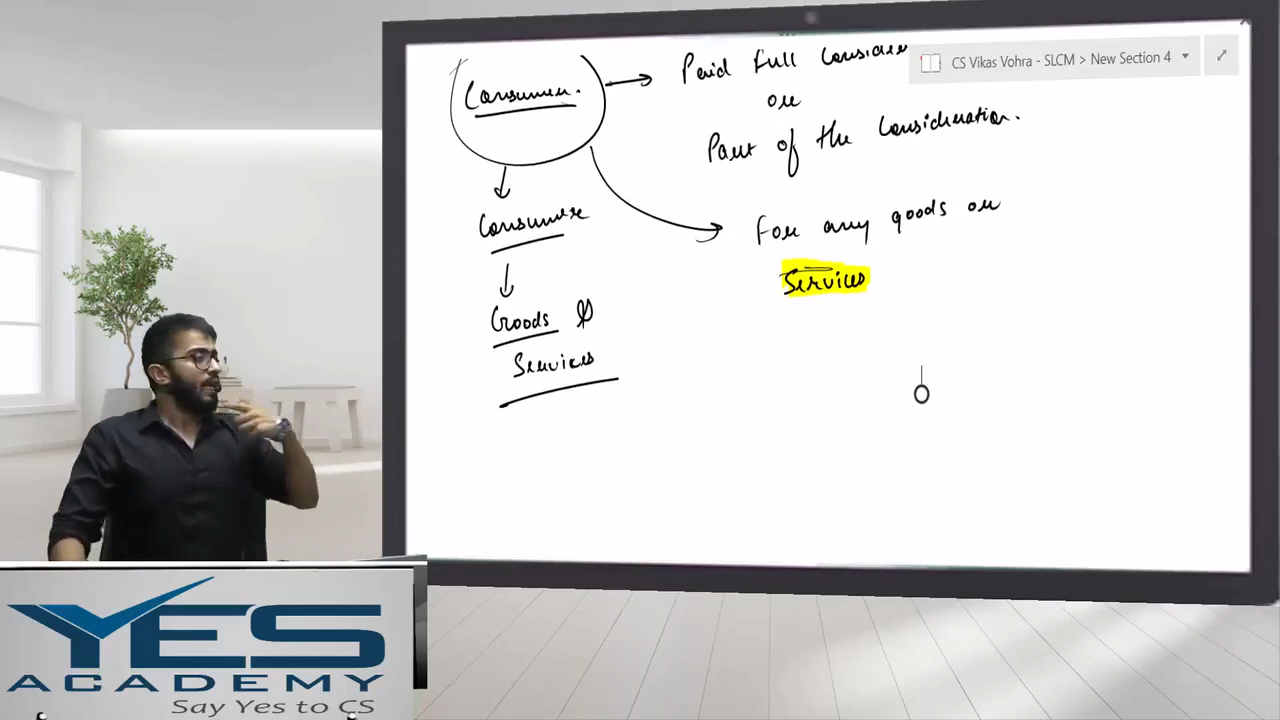 CS Vikas Vohra - SLCM > New Section 4
Consumer.
Paid full Consider
or
Part of the Consideration.
Consumer
For any goods or
Services
Goods &
Services
YES
ACADEMY
Say Yes to CS